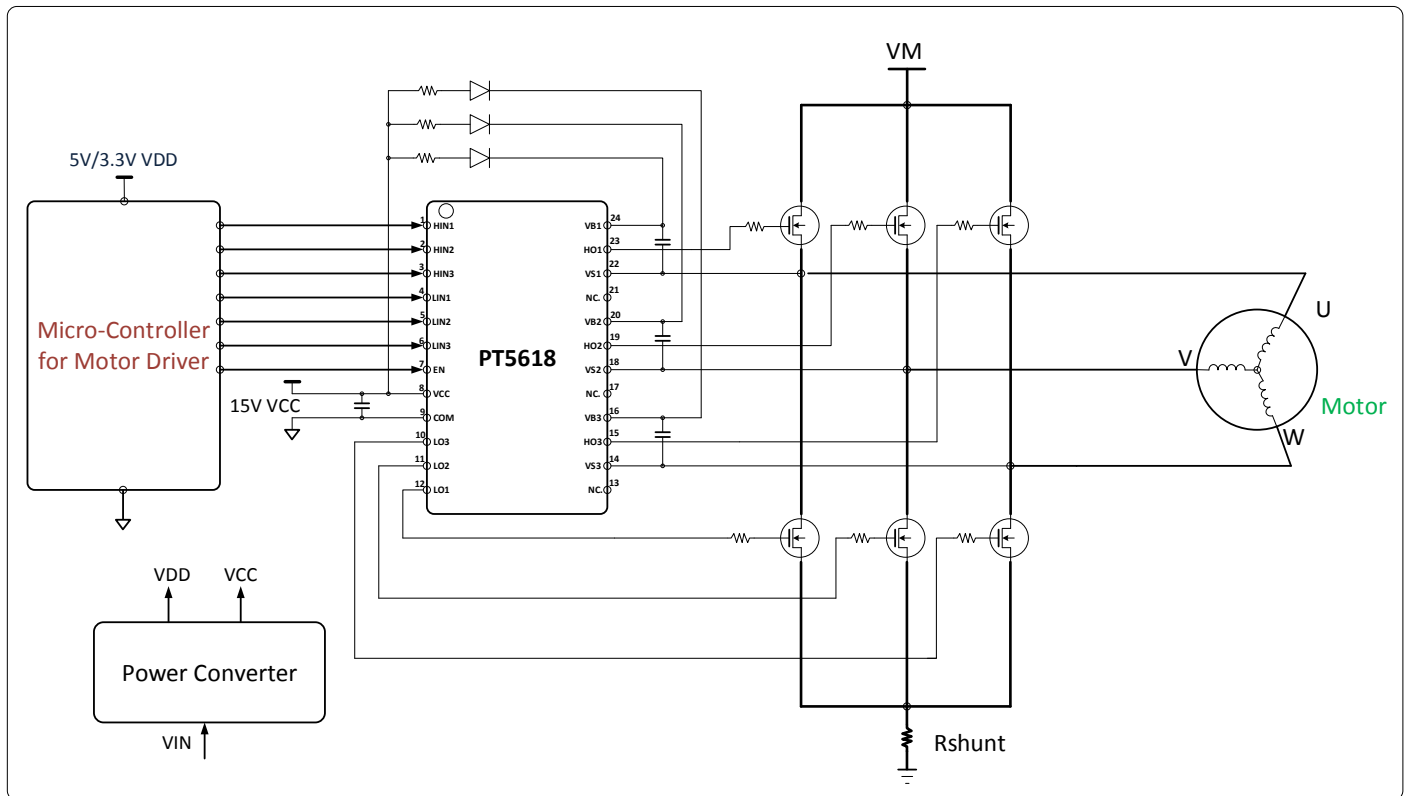 VM
5V/3.3V VDD
Micro-Controller
for Motor Driver
1
HIN1
2
HIN2
3
HIN3
4
LIN1
5
LIN2
6
LIN3
7
EN
8
VCC
9
COM
10
LO3
11
LO2
12
LO1
15V VCC
PT5618
VB1
24
HO1
23
VS1
22
NC.
21
VB2
20
HO2
19
VS2
18
NC.
17
VB3
16
HO3
15
VS3
14
NC.
13
U
V
W
Motor
VDD
VCC
Power Converter
VIN
Rshunt